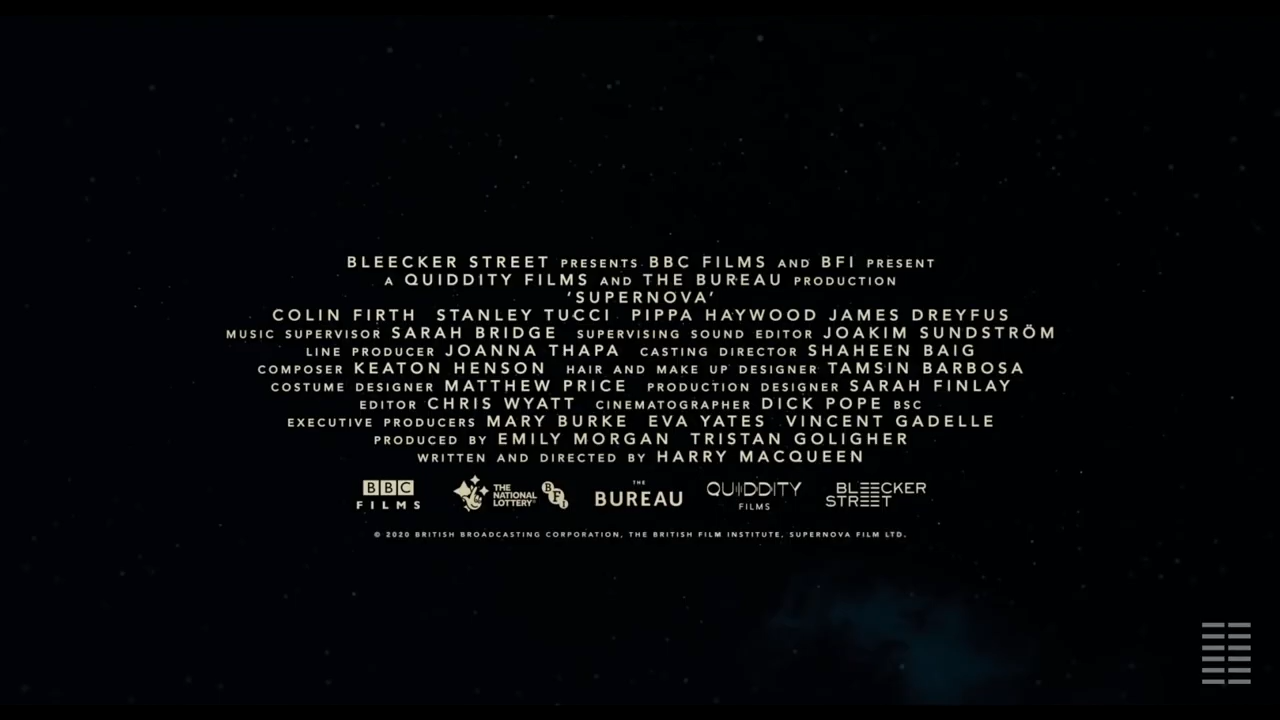 BLEECKER STREET PRESENTS BBC FILMS AND BFI PRESENT
A QUIDDITY FILMS AND THE BUREAU PRODUCTION
‘SUPERNOVA’
COLIN FIRTH STANLEY TUCCI PIPPA HAYWOOD JAMES DREYFUS
MUSIC SUPERVISOR SARAH BRIDGE SUPERVISING SOUND EDITOR JOAKIM SUNDSTRÖM
LINE PRODUCER JOANNA THAPA CASTING DIRECTOR SHAHEEN BAIG
COMPOSER KEATON HENSON HAIR AND MAKE UP DESIGNER TAMSIN BARBOSA
COSTUME DESIGNER MATTHEW PRICE PRODUCTION DESIGNER SARAH FINLAY
EDITOR CHRIS WYATT CINEMATOGRAPHER DICK POPE BSC
EXECUTIVE PRODUCERS MARY BURKE EVA YATES VINCENT GADELLE
PRODUCED BY EMILY MORGAN TRISTAN GOLIGHER
WRITTEN AND DIRECTED BY HARRY MACQUEEN
BBC FILMS
THE NATIONAL LOTTERY®
BFI
THE BUREAU
QUIDDITY FILMS
BLEECKER STREET
© 2020 BRITISH BROADCASTING CORPORATION, THE BRITISH FILM INSTITUTE, SUPERNOVA FILM LTD.